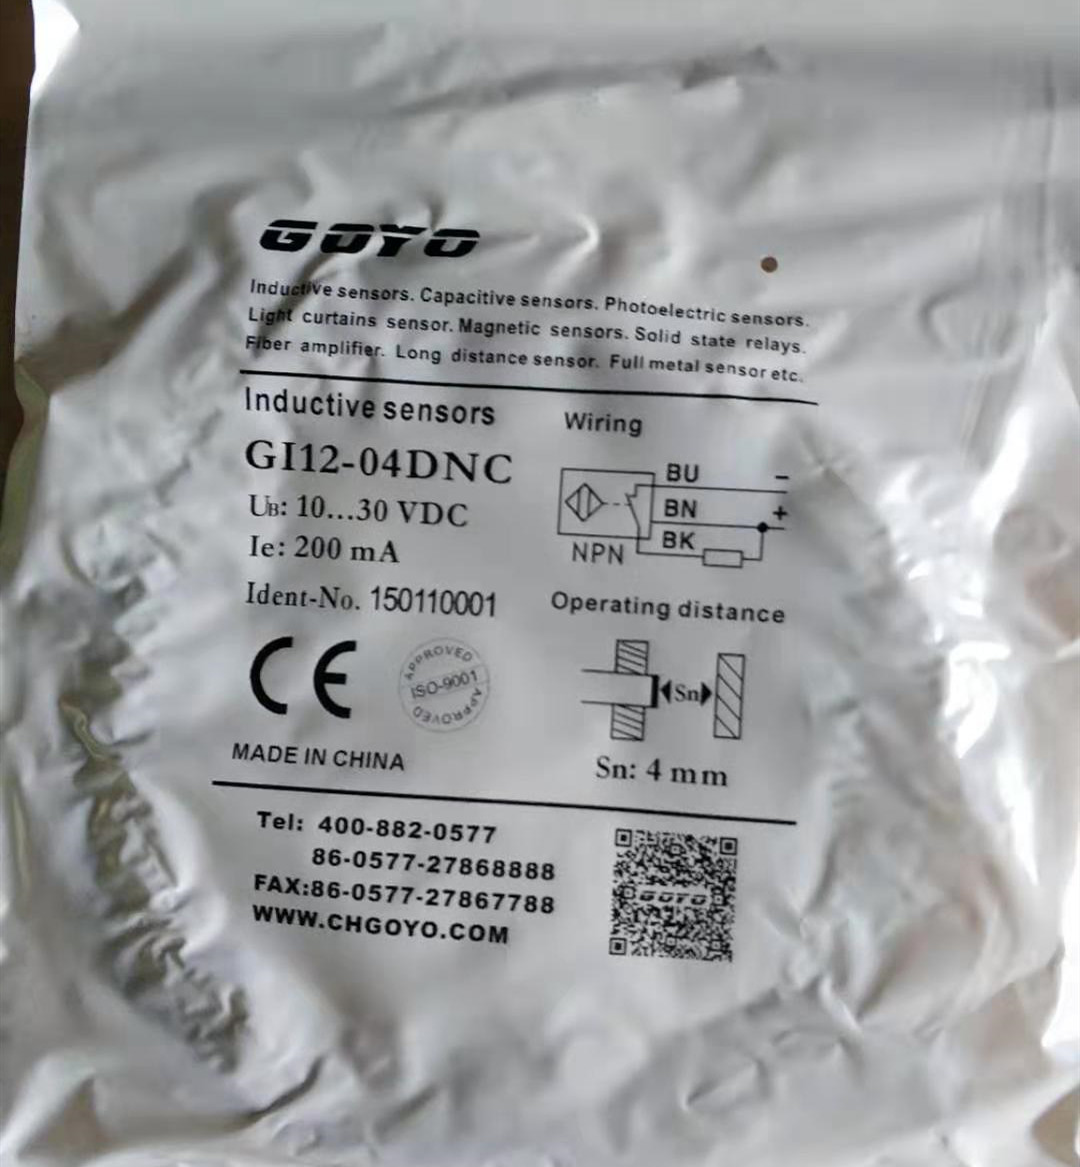 GOYO
Inductive sensors. Capacitive sensors. Photoelectric sensors.
Light curtains sensor. Magnetic sensors. Solid state relays.
Fiber amplifier. Long distance sensor. Full metal sensor etc.
Inductive sensors
GI12-04DNC
UB: 10...30 VDC
Ie: 200 mA
Ident-No. 150110001
Wiring
BU -
BN +
BK
NPN
Operating distance
Sn
Sn: 4 mm
CE
APPROVED
ISO-9001
APPROVED
MADE IN CHINA
Tel: 400-882-0577
86-0577-27868888
FAX:86-0577-27867788
WWW.CHGOYO.COM
GOYO